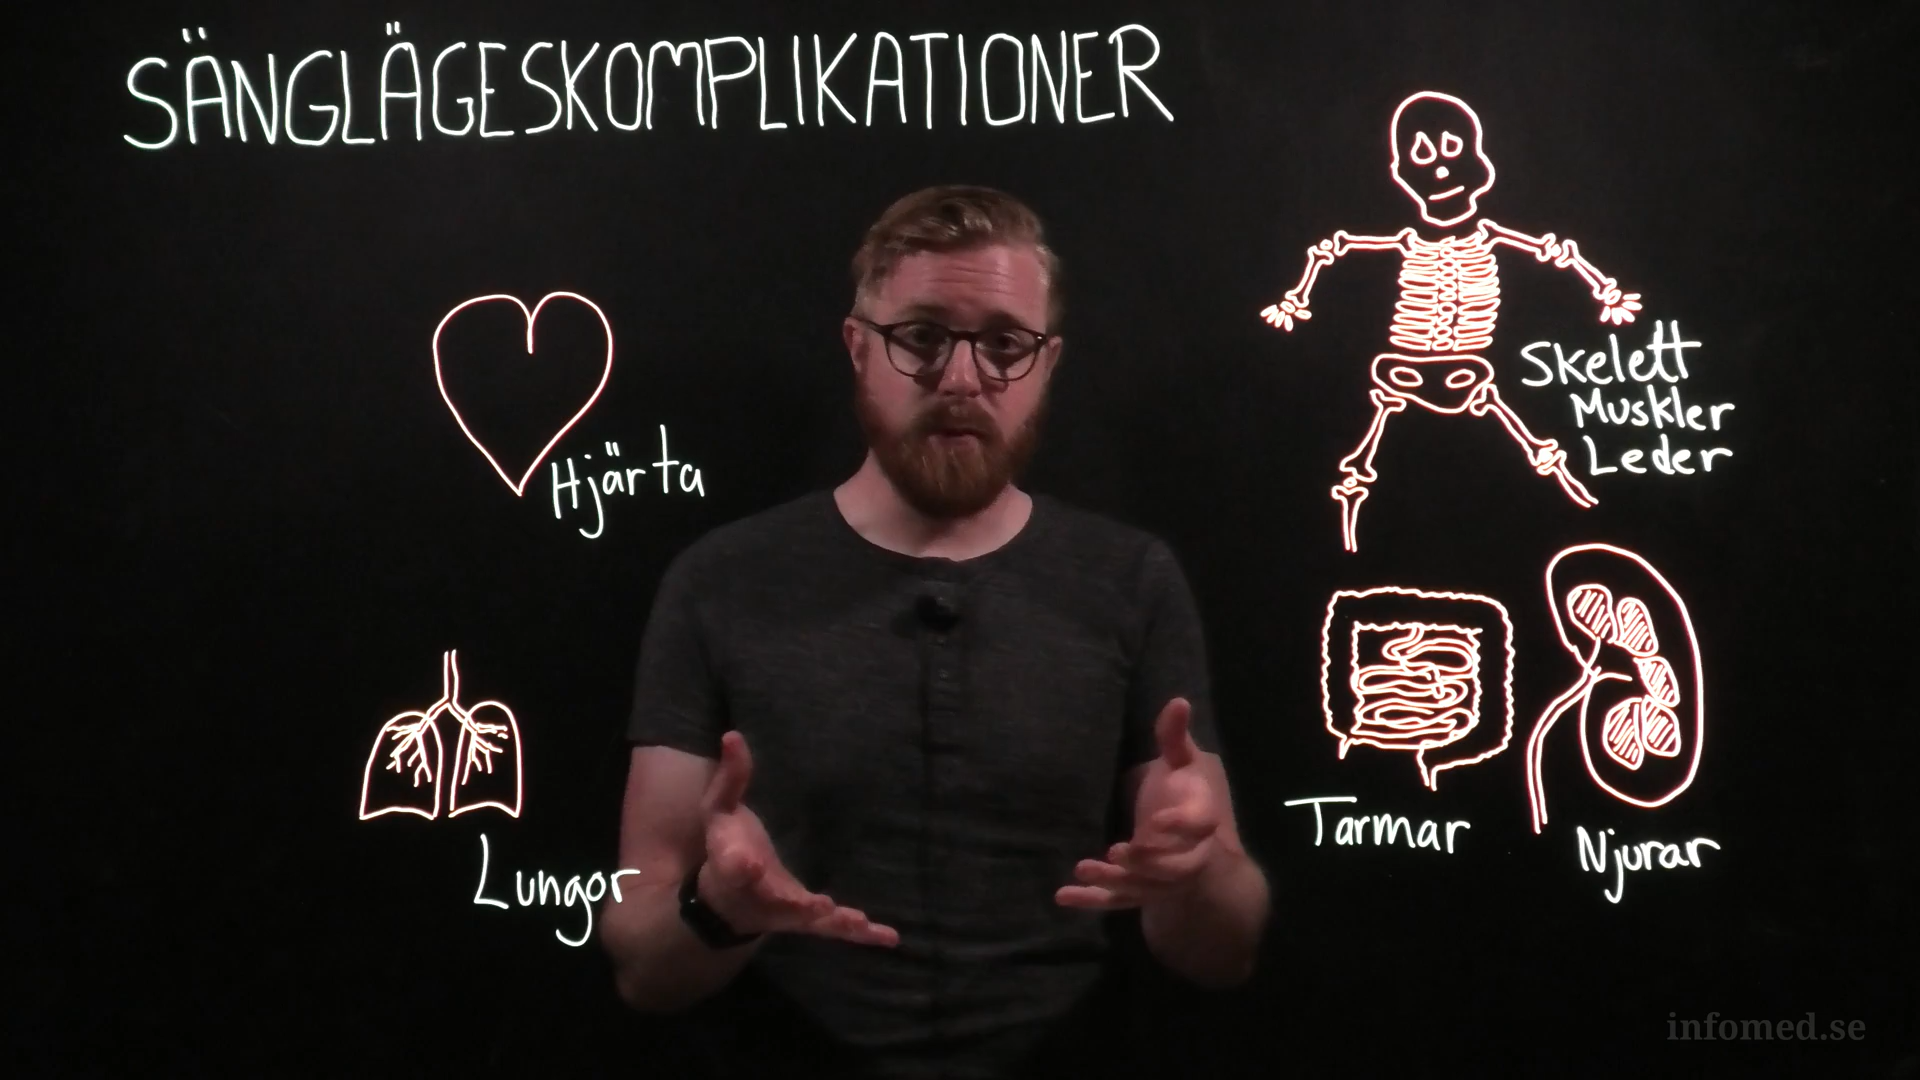 SÄNGLÄGESKOMPLIKATIONER
Hjärta
Skelett
Muskler
Leder
Lungor
Tarmar
Njurar
infomed.se